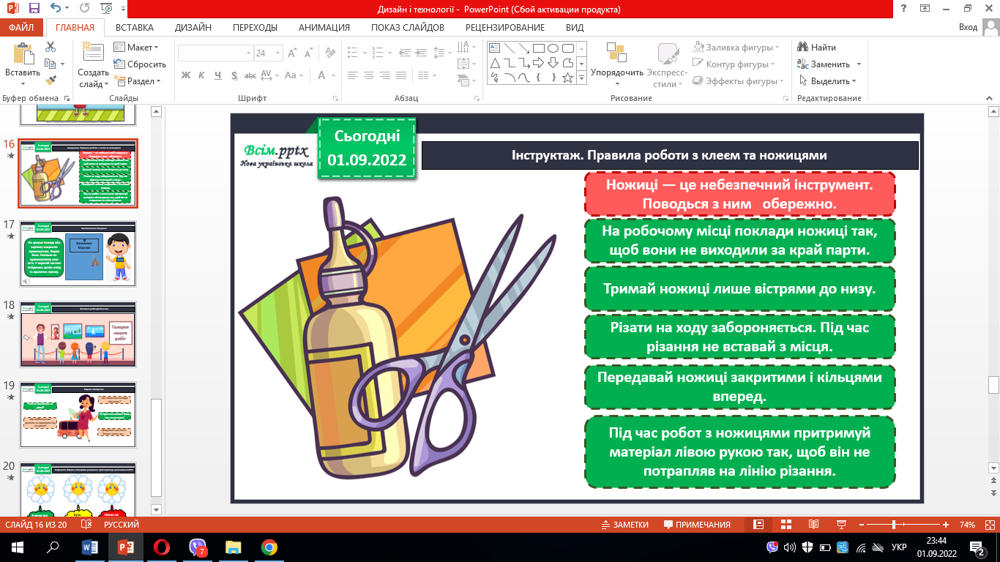 Дизайн і технології - PowerPoint (Сбой активации продукта)
ФАЙЛ ГЛАВНАЯ ВСТАВКА ДИЗАЙН ПЕРЕХОДЫ АНИМАЦИЯ ПОКАЗ СЛАЙДОВ РЕЦЕНЗИРОВАНИЕ ВИД Вход
Вставить
Буфер обмена
Создать слайд
Макет
Сбросить
Раздел
Слайды
24
Ж К Ч S abc AV Aa A
Шрифт
Абзац
Упорядочить
Экспресс-стили
Заливка фигуры
Контур фигуры
Эффекты фигуры
Рисование
Найти
Заменить
Выделить
Редактирование
16
17
18
Галерея
наших
робіт
19
20
Всім.pptx
Нова українська школа
Сьогодні
01.09.2022
Інструктаж. Правила роботи з клеєм та ножицями
Ножиці — це небезпечний інструмент.
Поводься з ним обережно.
На робочому місці поклади ножиці так,
щоб вони не виходили за край парти.
Тримай ножиці лише вістрями до низу.
Різати на ходу забороняється. Під час
різання не вставай з місця.
Передавай ножиці закритими і кільцями
вперед.
Під час робот з ножицями притримуй
матеріал лівою рукою так, щоб він не
потрапляв на лінію різання.
СЛАЙД 16 ИЗ 20 РУССКИЙ ЗАМЕТКИ ПРИМЕЧАНИЯ 74%
7
УКР
23:44
01.09.2022
2